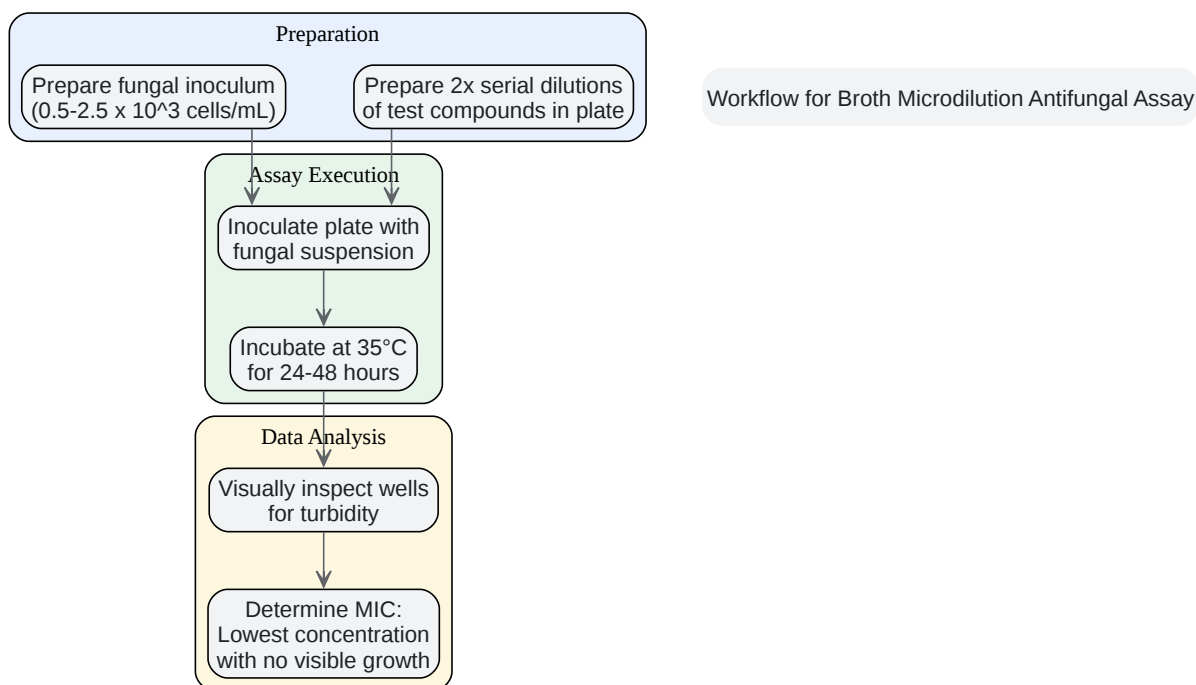 Preparation
Prepare fungal inoculum
(0.5-2.5 x 10^3 cells/mL)
Prepare 2x serial dilutions
of test compounds in plate
Workflow for Broth Microdilution Antifungal Assay
Assay Execution
Inoculate plate with
fungal suspension
Incubate at 35°C
for 24-48 hours
Data Analysis
Visually inspect wells
for turbidity
Determine MIC:
Lowest concentration
with no visible growth